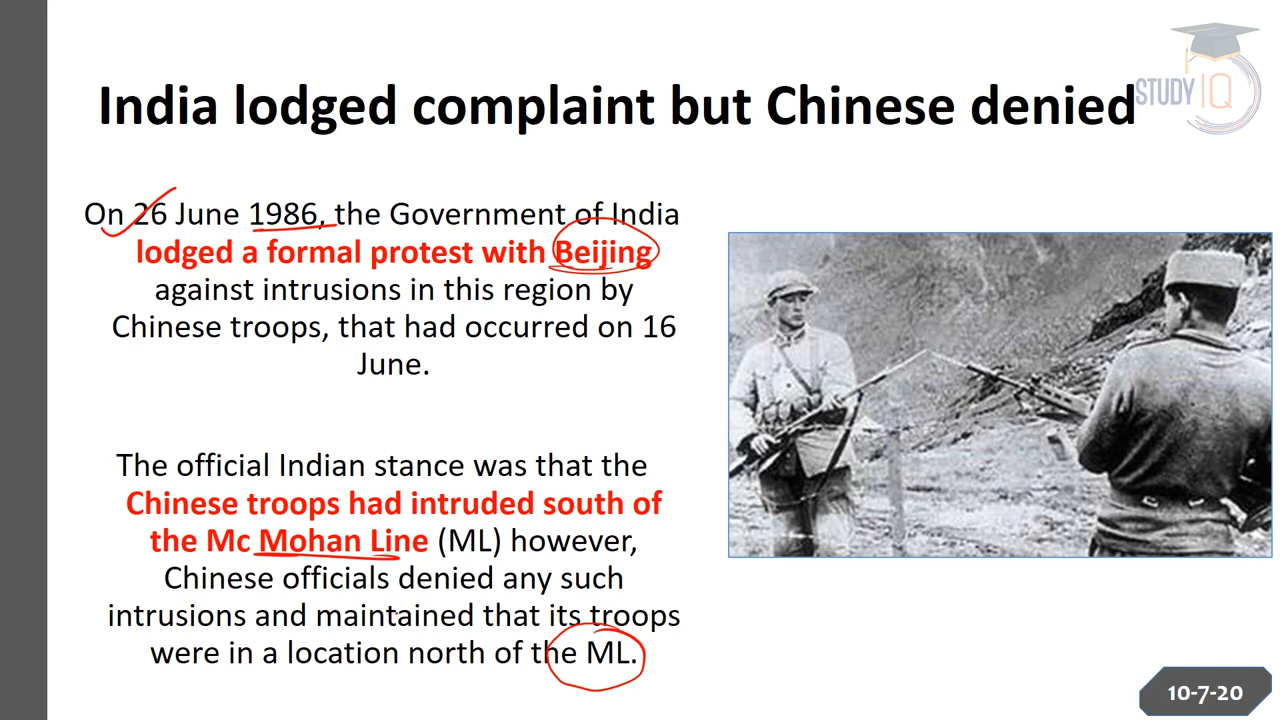 India lodged complaint but Chinese denied
STUDY IQ
On 26 June 1986, the Government of India
lodged a formal protest with Beijing
against intrusions in this region by
Chinese troops, that had occurred on 16
June.
The official Indian stance was that the
Chinese troops had intruded south of
the Mc Mohan Line (ML) however,
Chinese officials denied any such
intrusions and maintained that its troops
were in a location north of the ML.
10-7-20